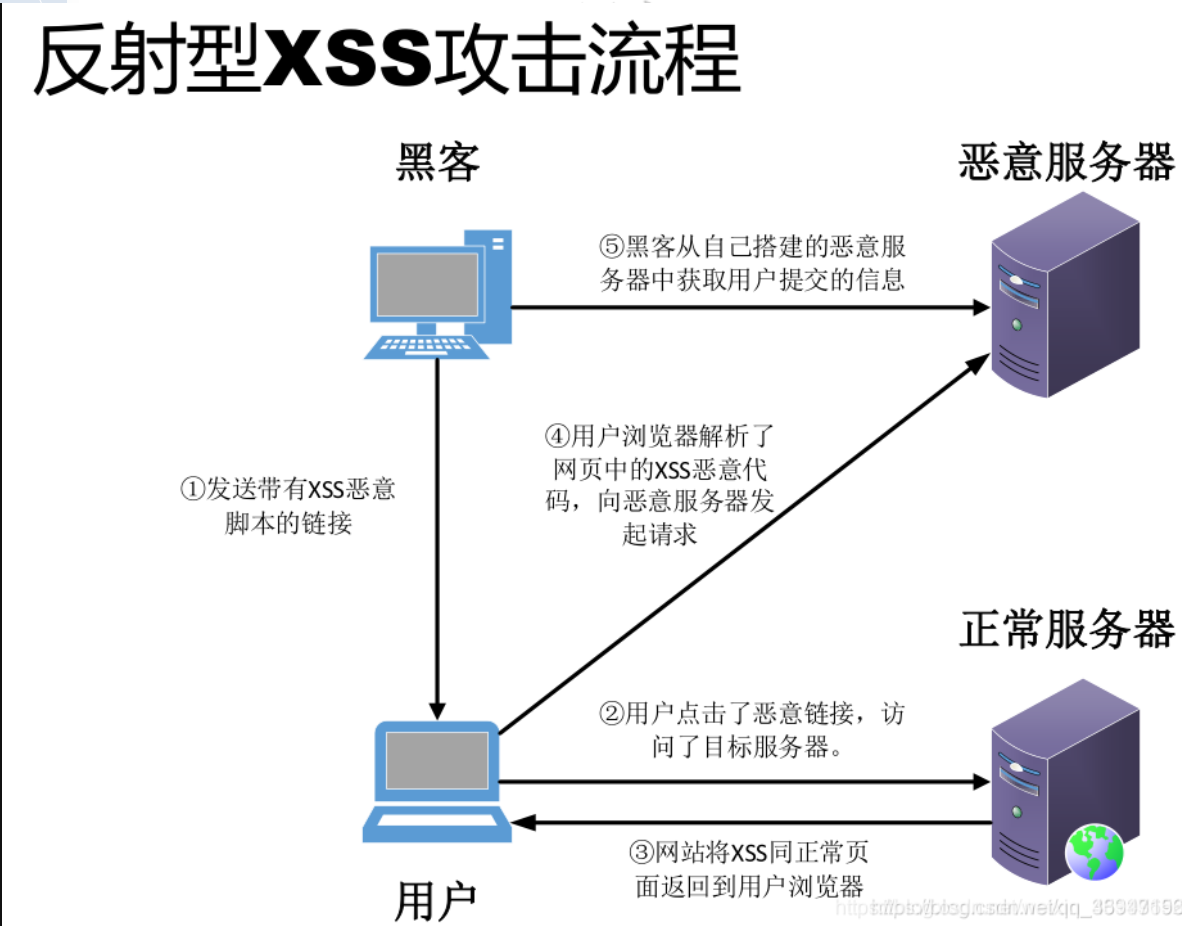 反射型XSS攻击流程
黑客
恶意服务器
⑤黑客从自己搭建的恶意服
务器中获取用户提交的信息
④用户浏览器解析了
网页中的XSS恶意代
码，向恶意服务器发
起请求
①发送带有XSS恶意
脚本的链接
正常服务器
②用户点击了恶意链接，访
问了目标服务器。
③网站将XSS同正常页
面返回到用户浏览器
用户